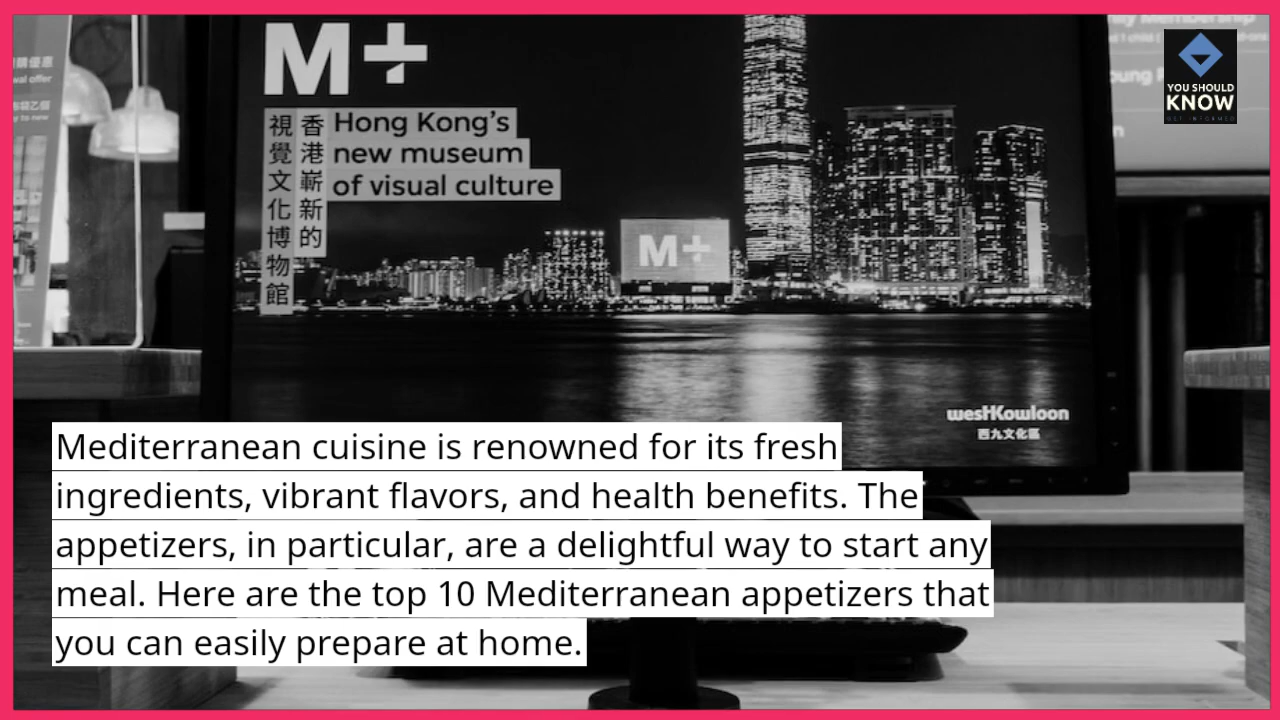 M+
香港嶄新的
視覺文化博物館
Hong Kong's
new museum
of visual culture
M+
westKowloon
西九文化區
YOU SHOULD
KNOW
GET INFORMED
Mediterranean cuisine is renowned for its fresh
ingredients, vibrant flavors, and health benefits. The
appetizers, in particular, are a delightful way to start any
meal. Here are the top 10 Mediterranean appetizers that
you can easily prepare at home.